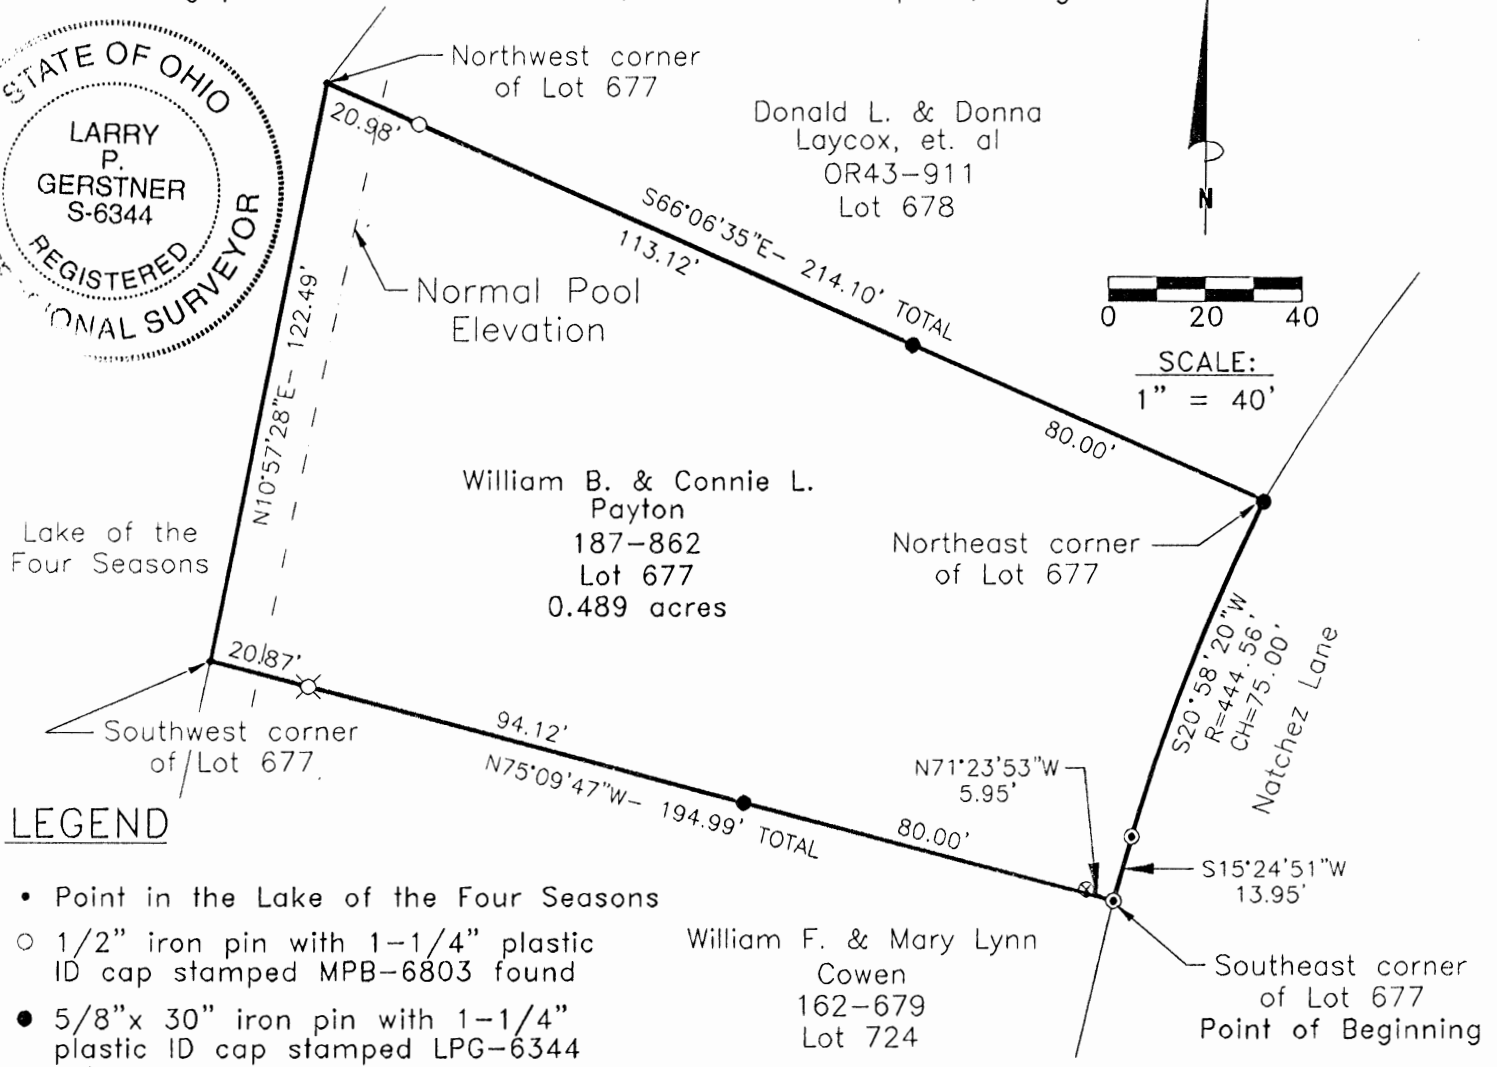 STATE OF OHIO
LARRY
P.
GERSTNER
S-6344
REGISTERED
ONAL SURVEYOR
Northwest corner
of Lot 677
20.98'
Donald L. & Donna
Laycox, et. al
OR43-911
Lot 678
N
S66°06'35"E- 214.10' TOTAL
113.12'
80.00'
0 20 40
SCALE:
1" = 40'
Normal Pool
Elevation
N10°57'28"E- 122.49'
Lake of the
Four Seasons
William B. & Connie L.
Payton
187-862
Lot 677
0.489 acres
Northeast corner
of Lot 677
S20°58'20"W
R=444.56'
CH=75.00'
Natchez Lane
20.87'
Southwest corner
of Lot 677
94.12'
N75°09'47"W- 194.99' TOTAL
80.00'
N71°23'53"W
5.95'
S15°24'51"W
13.95'
Southeast corner
of Lot 677
Point of Beginning
William F. & Mary Lynn
Cowen
162-679
Lot 724
LEGEND
• Point in the Lake of the Four Seasons
○ 1/2" iron pin with 1-1/4" plastic
ID cap stamped MPB-6803 found
● 5/8"x 30" iron pin with 1-1/4"
plastic ID cap stamped LPG-6344